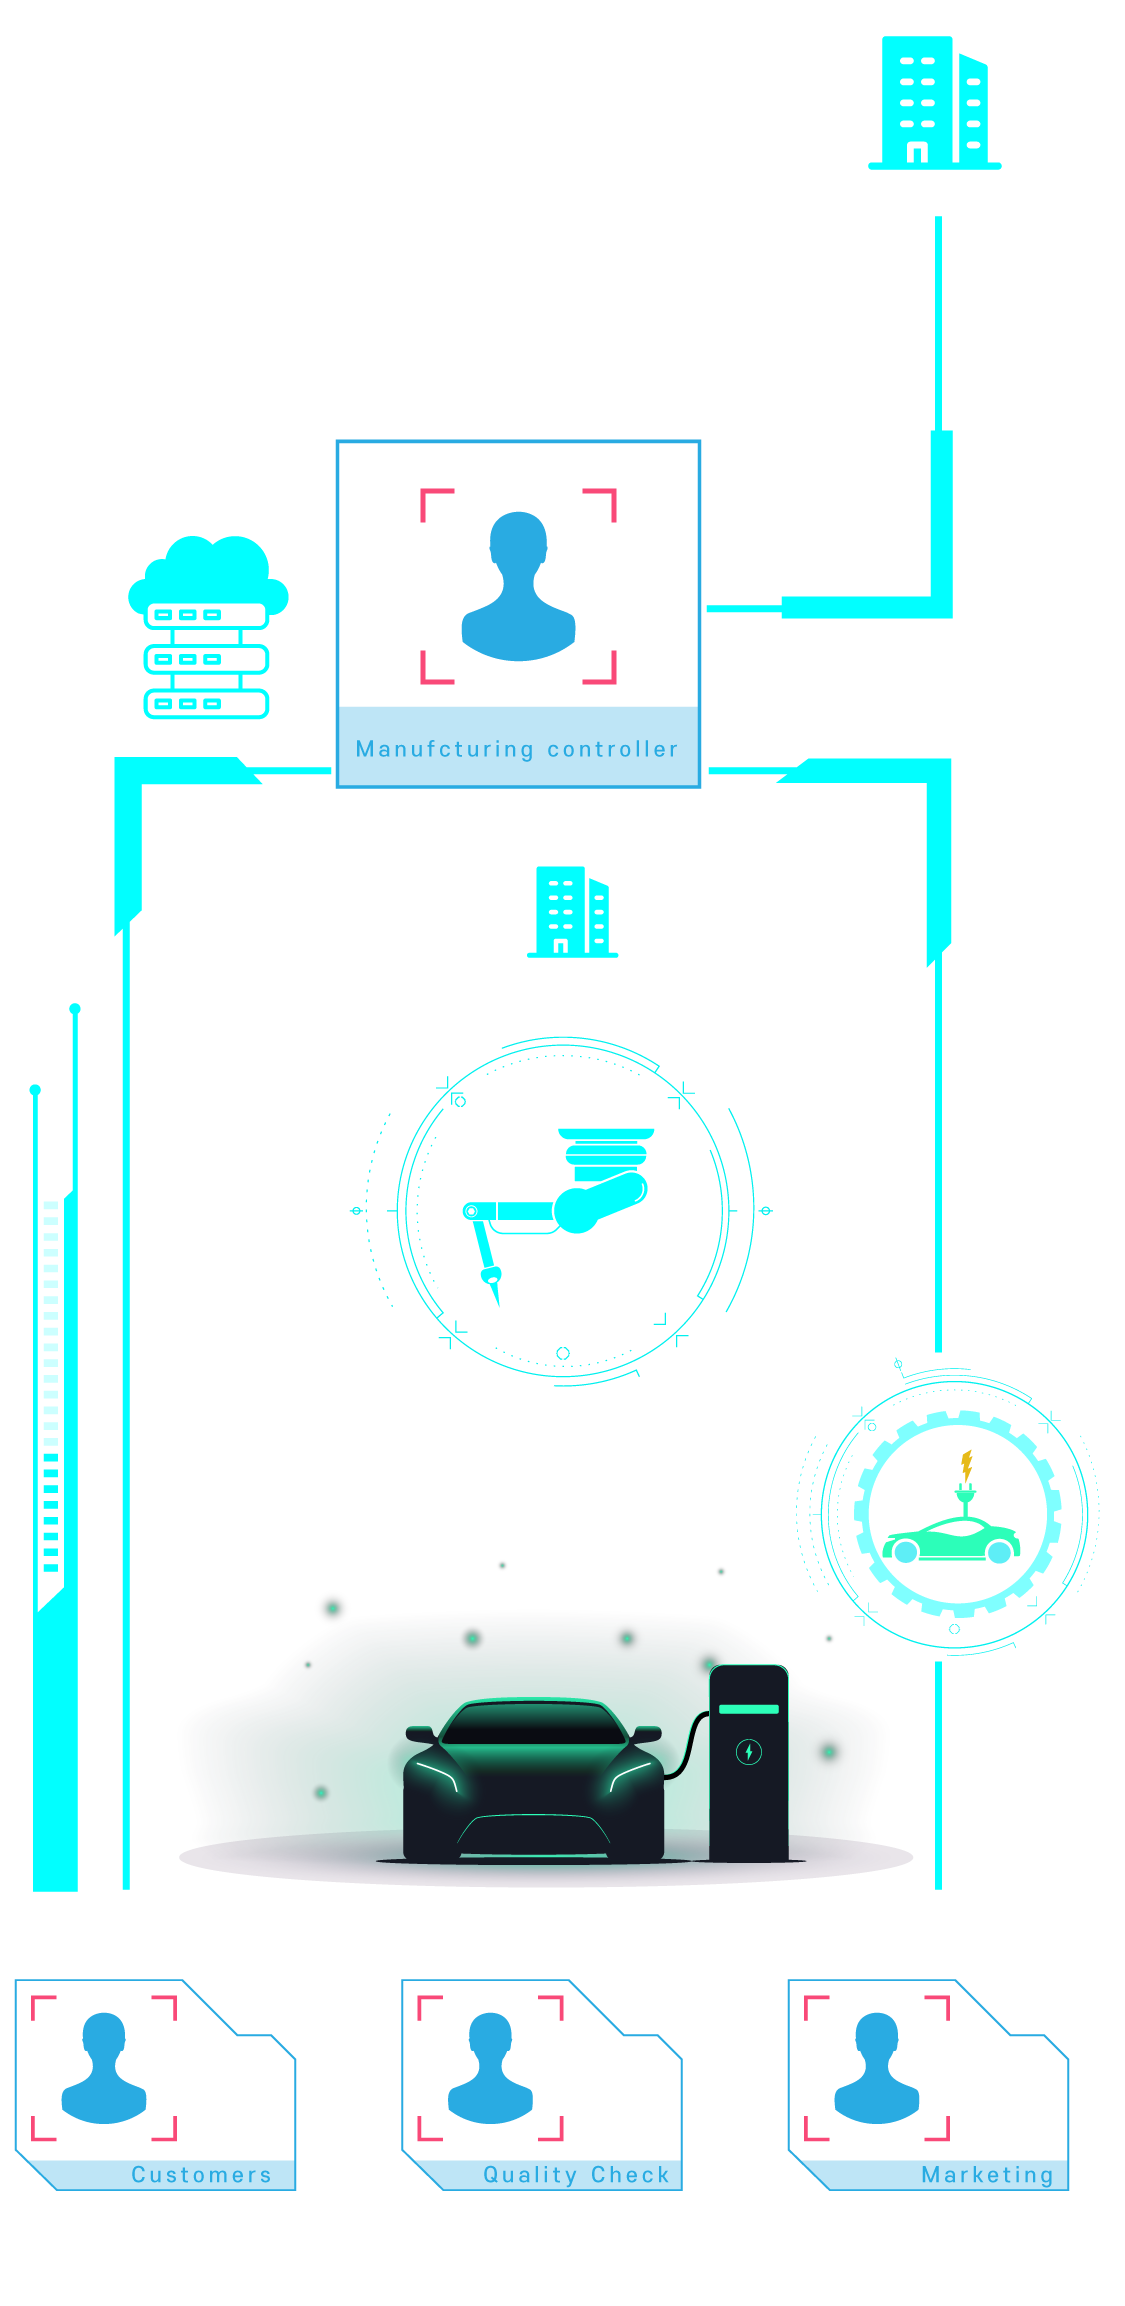 Manufcturing controller
Customers
Quality Check
Marketing